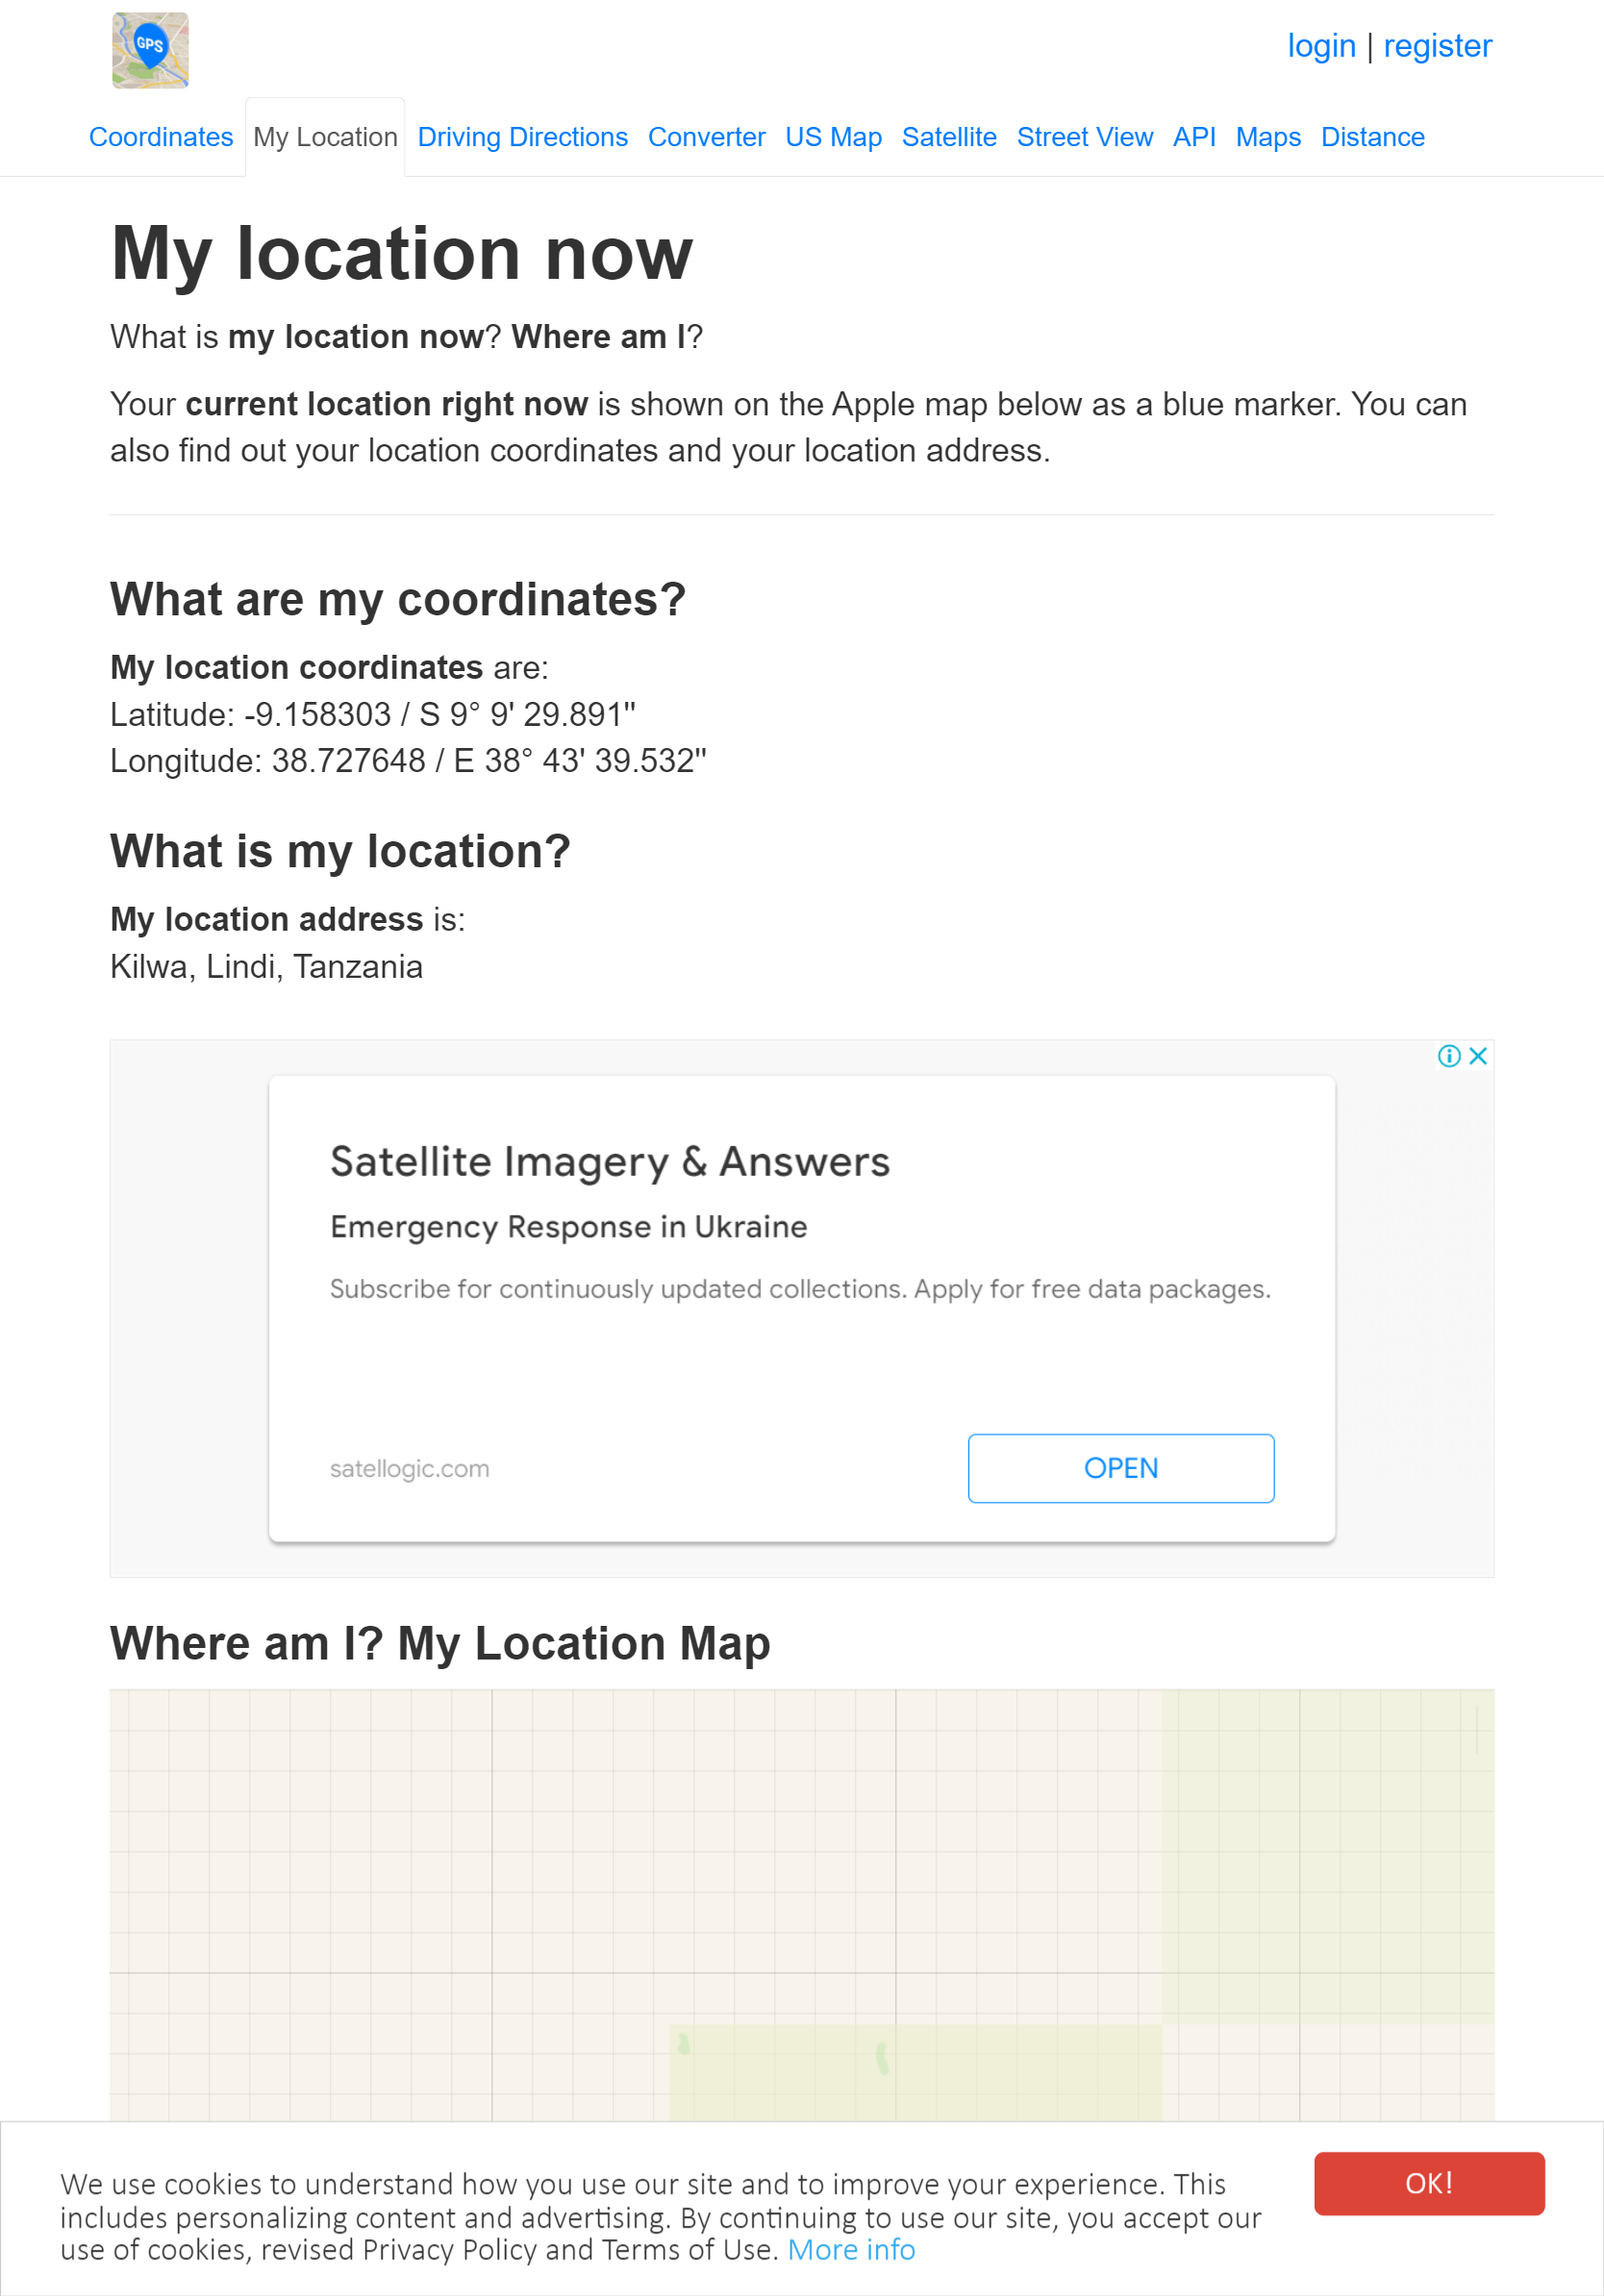 GPS
login | register
Coordinates My Location Driving Directions Converter US Map Satellite Street View API Maps Distance
My location now
What is my location now? Where am I?
Your current location right now is shown on the Apple map below as a blue marker. You can
also find out your location coordinates and your location address.
What are my coordinates?
My location coordinates are:
Latitude: -9.158303 / S 9° 9' 29.891''
Longitude: 38.727648 / E 38° 43' 39.532''
What is my location?
My location address is:
Kilwa, Lindi, Tanzania
Satellite Imagery & Answers
Emergency Response in Ukraine
Subscribe for continuously updated collections. Apply for free data packages.
satellogic.com
OPEN
Where am I? My Location Map
We use cookies to understand how you use our site and to improve your experience. This
includes personalizing content and advertising. By continuing to use our site, you accept our
use of cookies, revised Privacy Policy and Terms of Use. More info
OK!